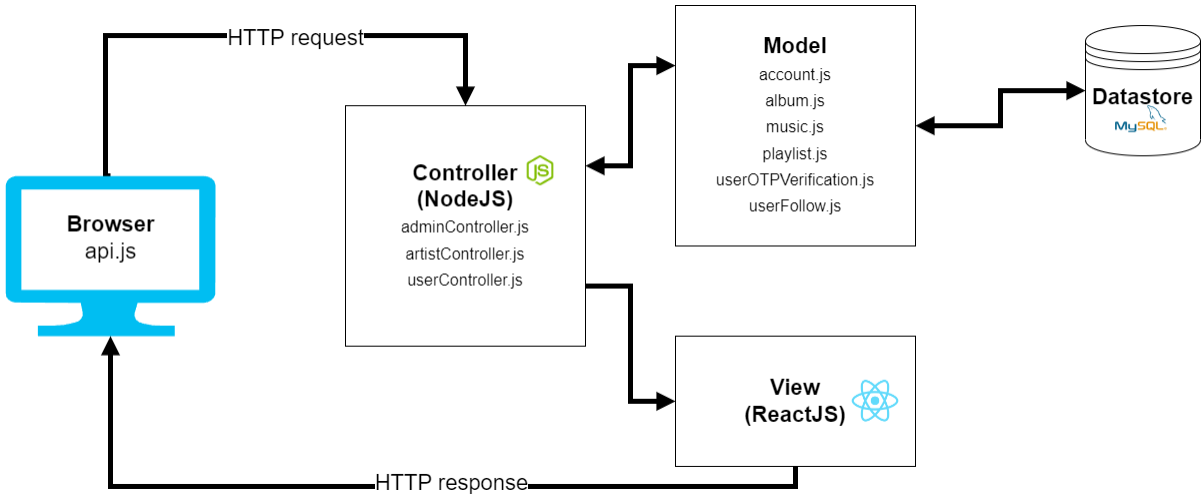 HTTP request
Browser
api.js
Controller
JS
(NodeJS)
adminController.js
artistController.js
userController.js
Model
account.js
album.js
music.js
playlist.js
userOTPVerification.js
userFollow.js
Datastore
MySQL
View
(ReactJS)
HTTP response